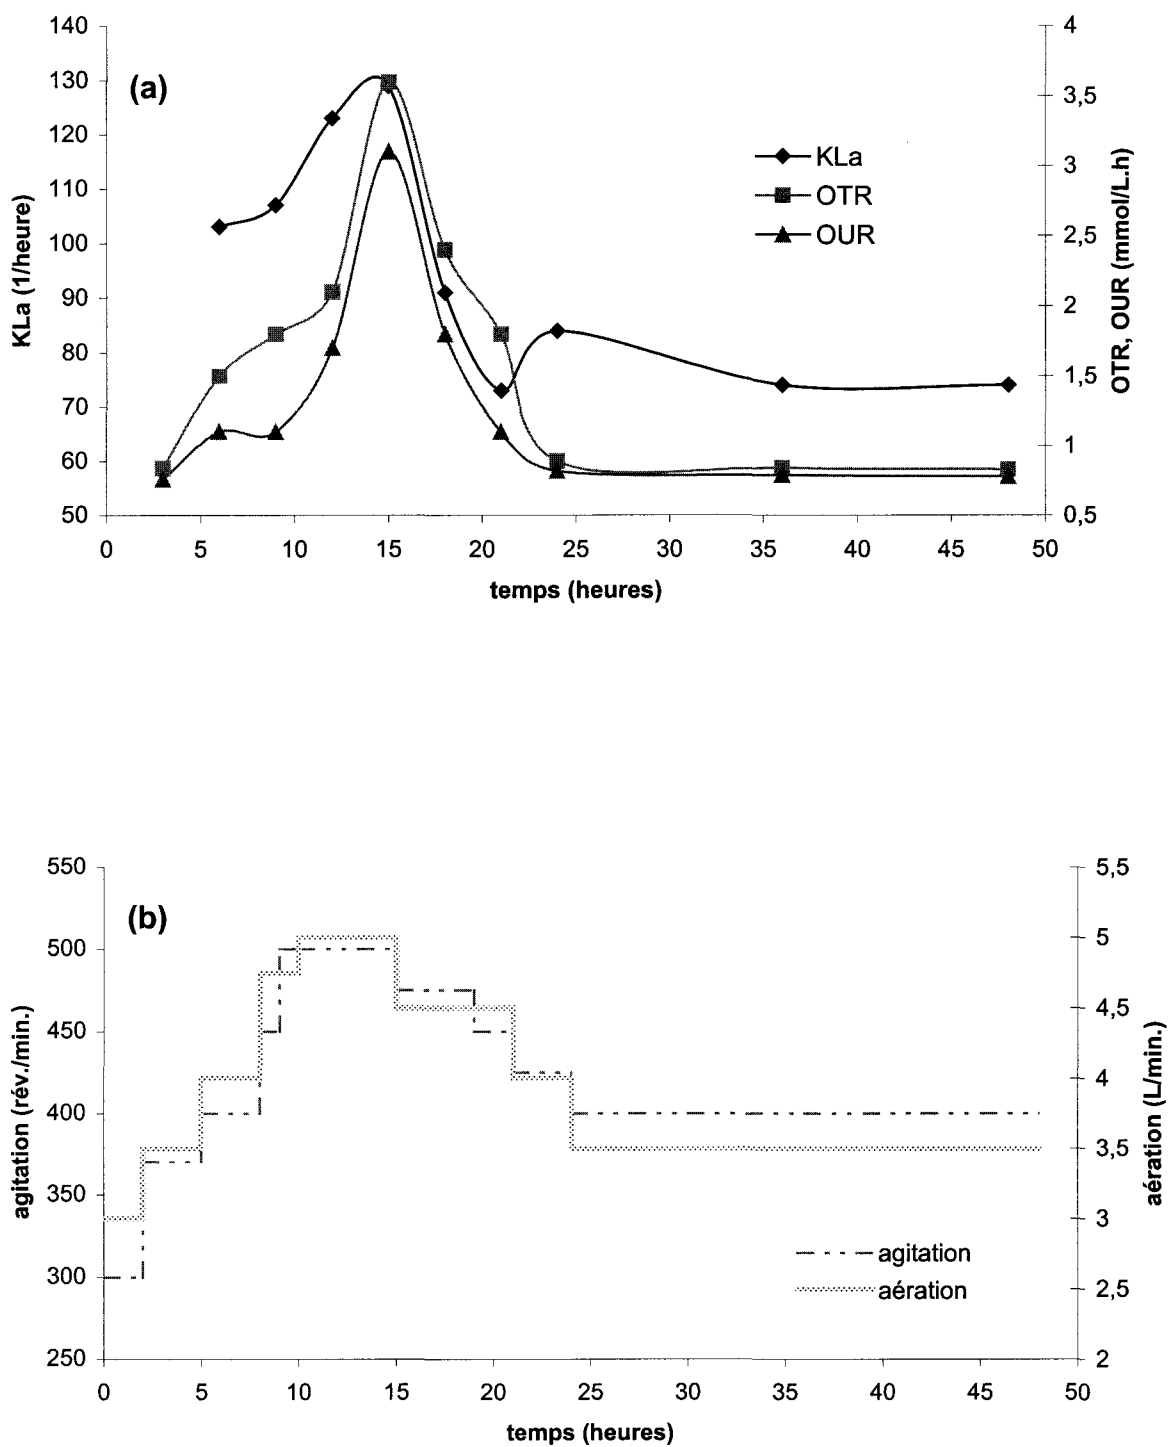 140
130
120
110
100
90
80
70
60
50
KLa (1/heure)
(a)
KLa
OTR
OUR
4
3,5
3
2,5
2
1,5
1
0,5
OTR, OUR (mmol/L.h)
0 5 10 15 20 25 30 35 40 45 50
temps (heures)
550
500
450
400
350
300
250
agitation (rév./min.)
(b)
agitation
aération
5,5
5
4,5
4
3,5
3
2,5
2
aération (L/min.)
0 5 10 15 20 25 30 35 40 45 50
temps (heures)